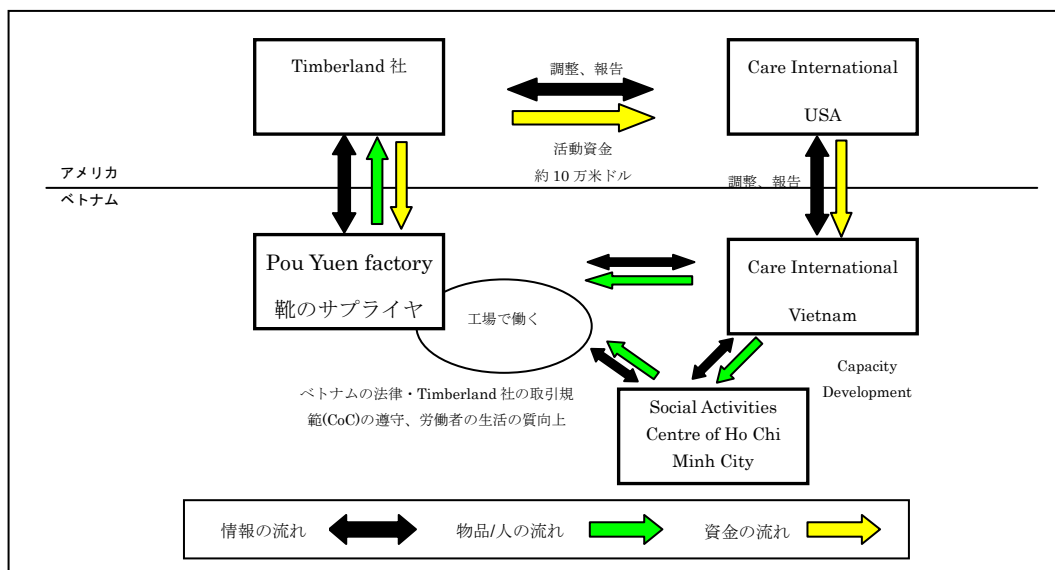 Timberland 社
調整、報告
Care International
USA
活動資金
約 10 万米ドル
アメリカ
ベトナム
調整、報告
Pou Yuen factory
靴のサプライヤ
Care International
Vietnam
工場で働く
Capacity
Development
ベトナムの法律・Timberland 社の取引規
範(CoC)の遵守、労働者の生活の質向上
Social Activities
Centre of Ho Chi
Minh City
情報の流れ
物品/人の流れ
資金の流れ